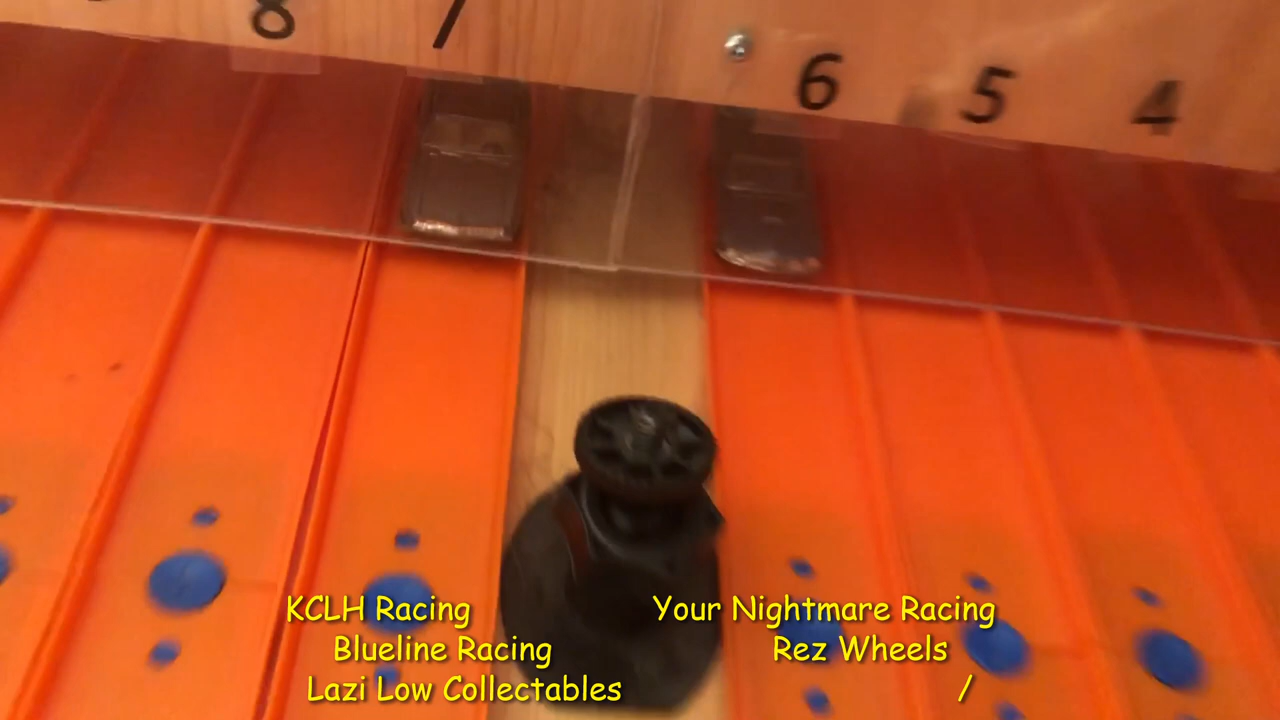 8 7 6 5 4
KCLH Racing Your Nightmare Racing
Blueline Racing Rez Wheels
Lazi Low Collectables /